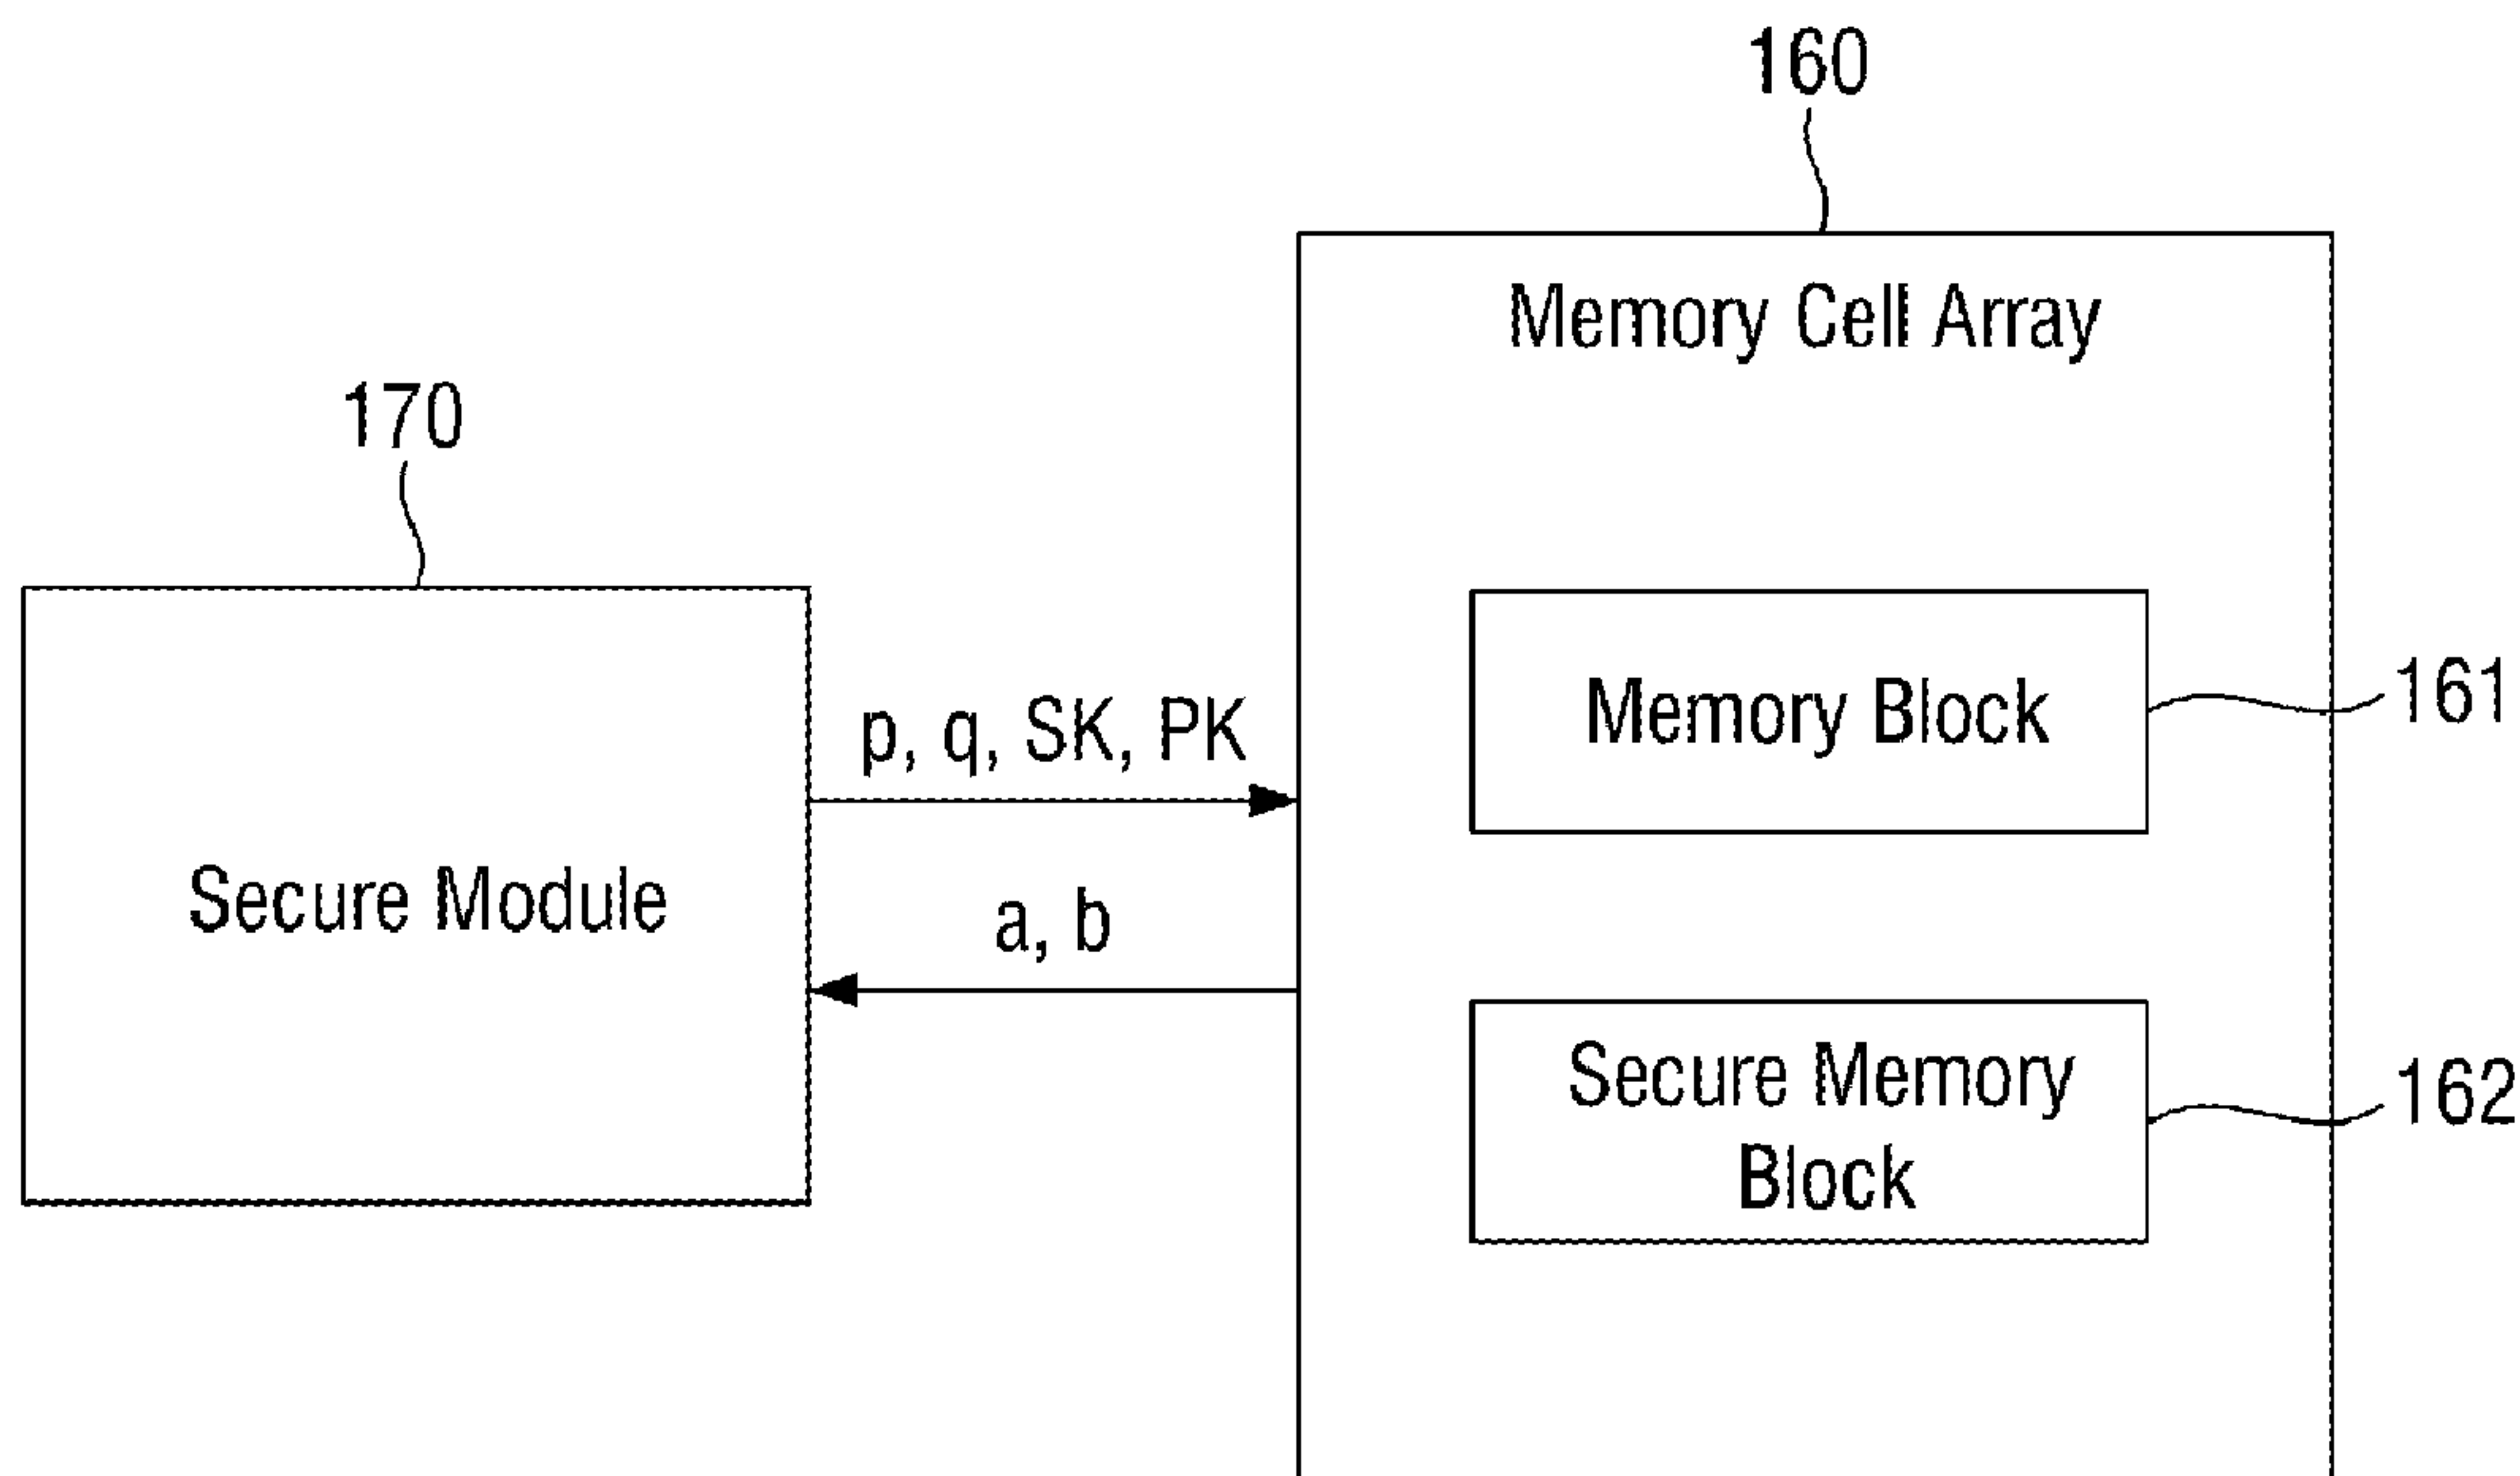 160
Memory Cell Array
170
Memory Block
161
p, q, SK, PK
Secure Module
a, b
Secure Memory
Block
162